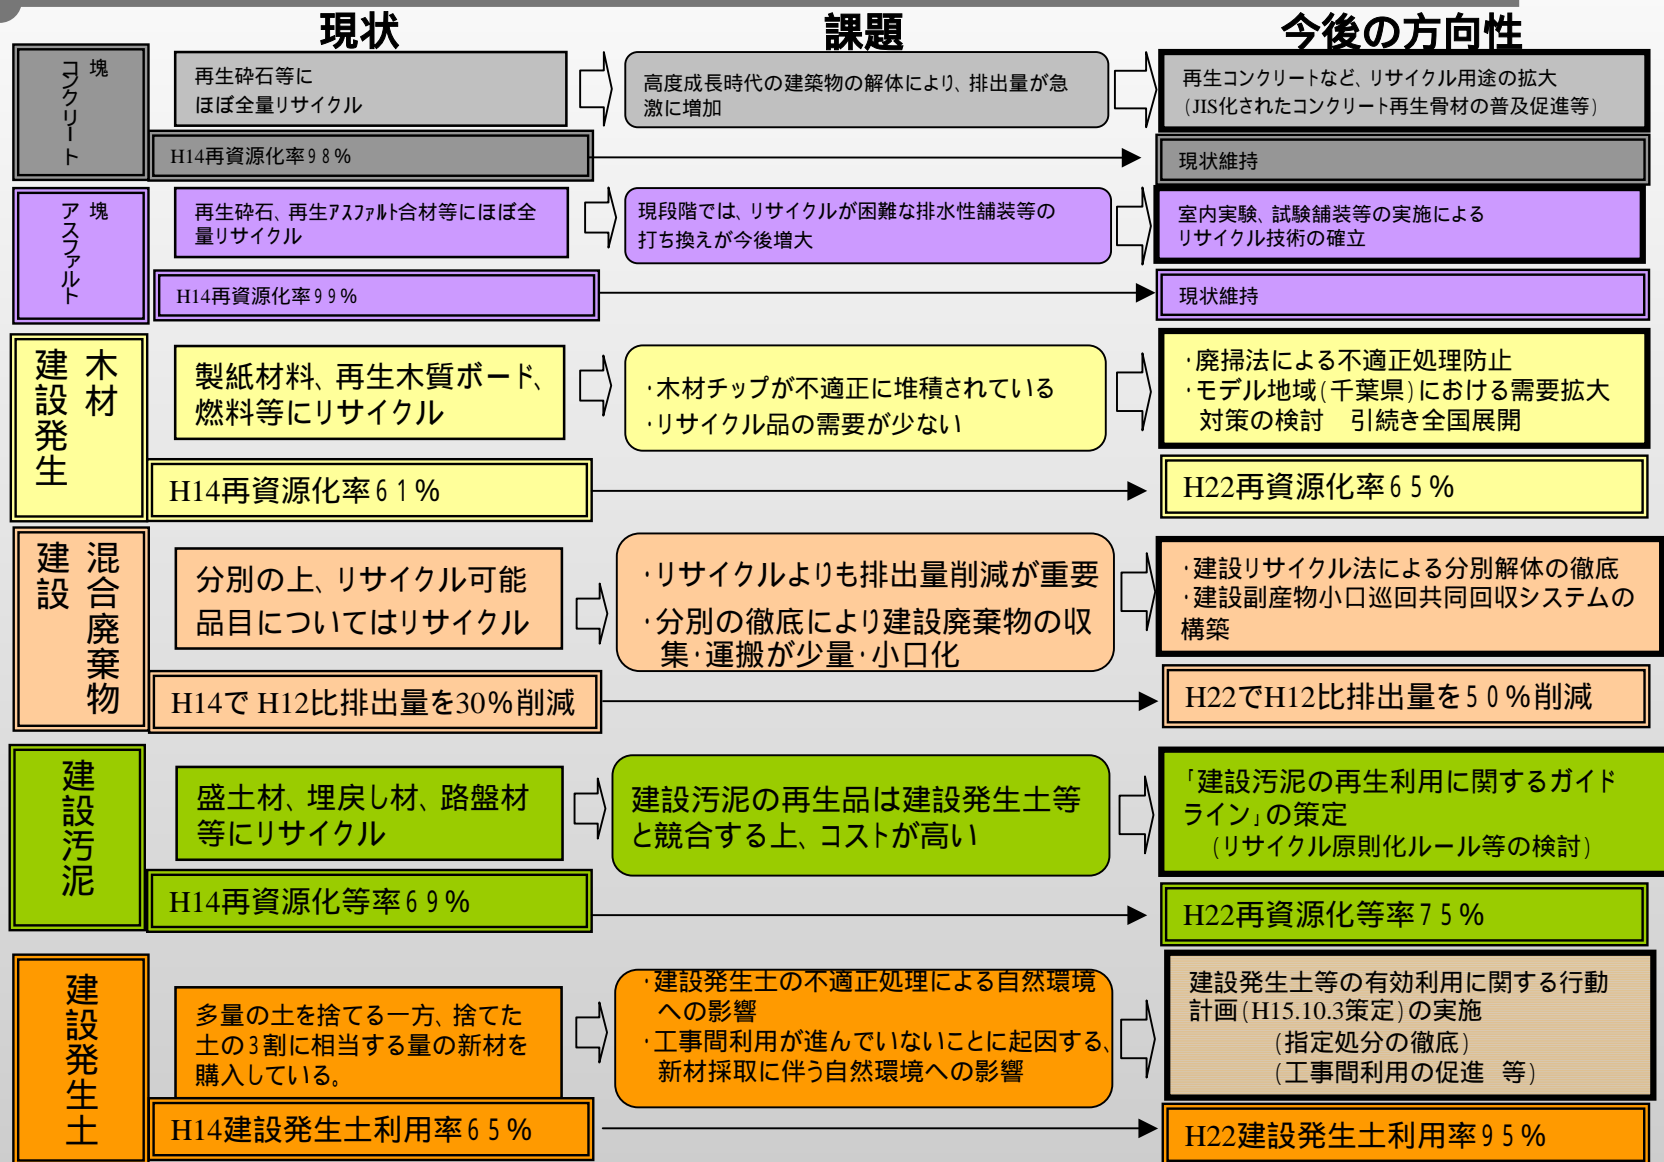 現状
課題
今後の方向性
コンクリート
塊
再生砕石等に
ほぼ全量リサイクル
高度成長時代の建築物の解体により、排出量が急
激に増加
再生コンクリートなど、リサイクル用途の拡大
(JIS化されたコンクリート再生骨材の普及促進等)
H14再資源化率98%
現状維持
アスファルト
塊
再生砕石、再生アスファルト合材等にほぼ全
量リサイクル
現段階では、リサイクルが困難な排水性舗装等の
打ち換えが今後増大
室内実験、試験舗装等の実施による
リサイクル技術の確立
H14再資源化率99%
現状維持
建設発生
木材
製紙材料、再生木質ボード、
燃料等にリサイクル
・木材チップが不適正に堆積されている
・リサイクル品の需要が少ない
・廃掃法による不適正処理防止
・モデル地域(千葉県)における需要拡大
対策の検討　引続き全国展開
H14再資源化率61%
H22再資源化率65%
建設
混合廃棄物
分別の上、リサイクル可能
品目についてはリサイクル
・リサイクルよりも排出量削減が重要
・分別の徹底により建設廃棄物の収
集・運搬が少量・小口化
・建設リサイクル法による分別解体の徹底
・建設副産物小口巡回共同回収システムの
構築
H14で H12比排出量を30%削減
H22でH12比排出量を50%削減
建設汚泥
盛土材、埋戻し材、路盤材
等にリサイクル
建設汚泥の再生品は建設発生土等
と競合する上、コストが高い
「建設汚泥の再生利用に関するガイド
ライン」の策定
(リサイクル原則化ルール等の検討)
H14再資源化等率69%
H22再資源化等率75%
建設発生土
多量の土を捨てる一方、捨てた
土の3割に相当する量の新材を
購入している。
・建設発生土の不適正処理による自然環境
への影響
・工事間利用が進んでいないことに起因する、
新材採取に伴う自然環境への影響
建設発生土等の有効利用に関する行動
計画(H15.10.3策定)の実施
(指定処分の徹底)
(工事間利用の促進 等)
H14建設発生土利用率65%
H22建設発生土利用率95%